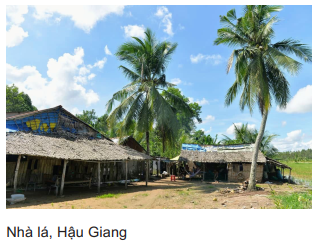 Nhà lá, Hậu Giang